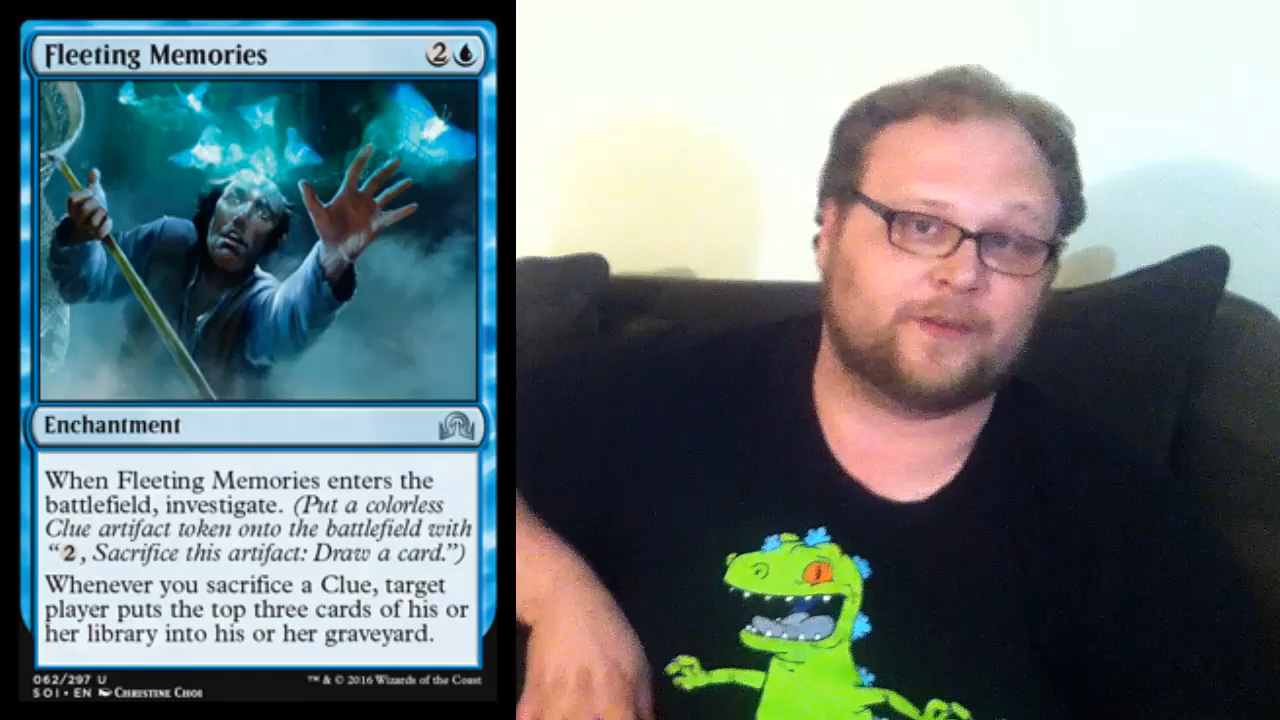 Fleeting Memories 2
Enchantment
When Fleeting Memories enters the
battlefield, investigate. (Put a colorless
Clue artifact token onto the battlefield with
“2, Sacrifice this artifact: Draw a card.”)
Whenever you sacrifice a Clue, target
player puts the top three cards of his or
her library into his or her graveyard.
062/297 U
SOI • EN CHRISTINE CHOI
™ & © 2016 Wizards of the Coast